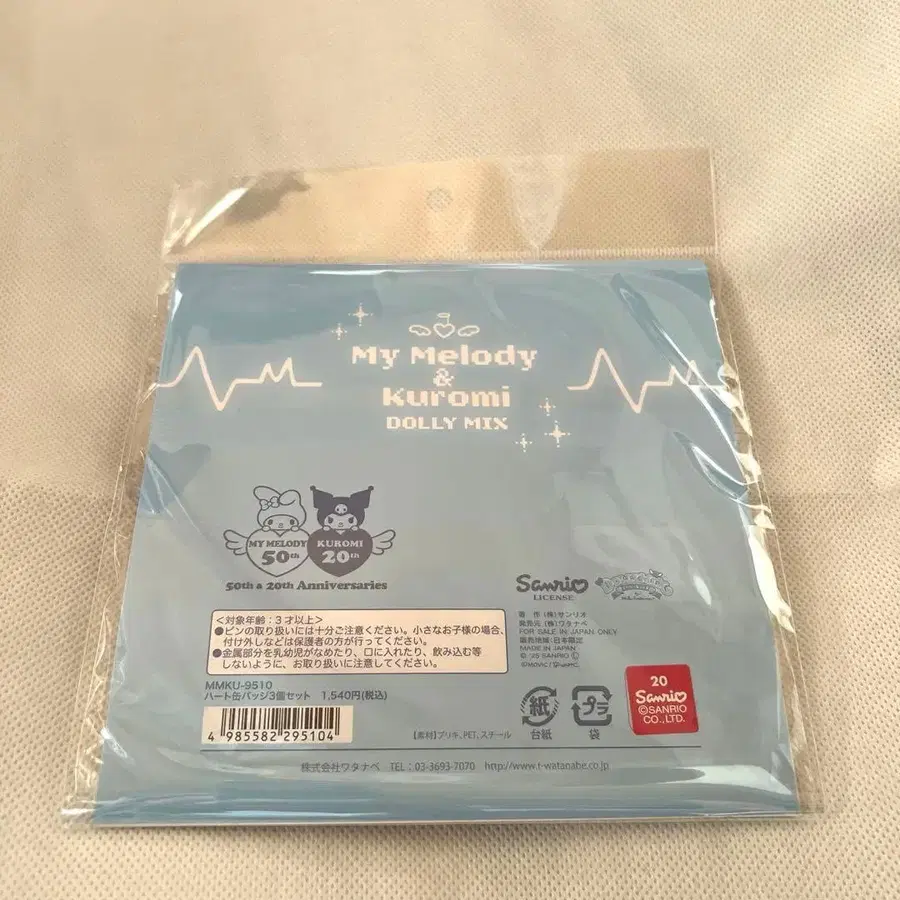 My Melody
&
Kuromi
DOLLY MIX
MY MELODY
50th
KUROMI
20th
50th & 20th Anniversaries
Sanrio
LICENSE
著 作 (株)サンリオ
発売元 (株)ワタナベ
FOR SALE IN JAPAN ONLY
販売地域:日本限定
MADE IN JAPAN
© '25 SANRIO Ⓛ
©MOVIC / SANRIO
<対象年齢:3才以上>
●ピンの取り扱いには十分ご注意ください。小さなお子様の場合、
付け外しなどは保護者の方が行ってください。
●金属部分を乳幼児がなめたり、口に入れたり、飲み込む等
しないように、お取り扱いに注意してください。
MMKU-9510
ハート缶バッジ3個セット 1,540円(税込)
4 985582 295104
【素材】ブリキ、PET、スチール
紙
台紙
プラ
袋
20
Sanrio
©SANRIO
CO.,LTD.
株式会社ワタナベ TEL:03-3693-7070 http://www.t-watanabe.co.jp